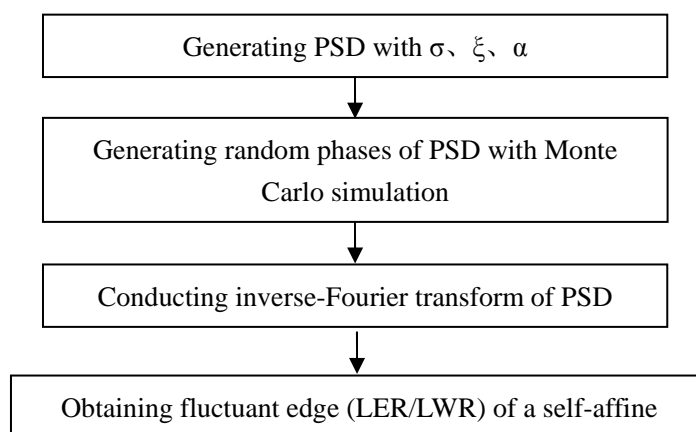 Generating PSD with σ、ξ、α
Generating random phases of PSD with Monte
Carlo simulation
Conducting inverse-Fourier transform of PSD
Obtaining fluctuant edge (LER/LWR) of a self-affine